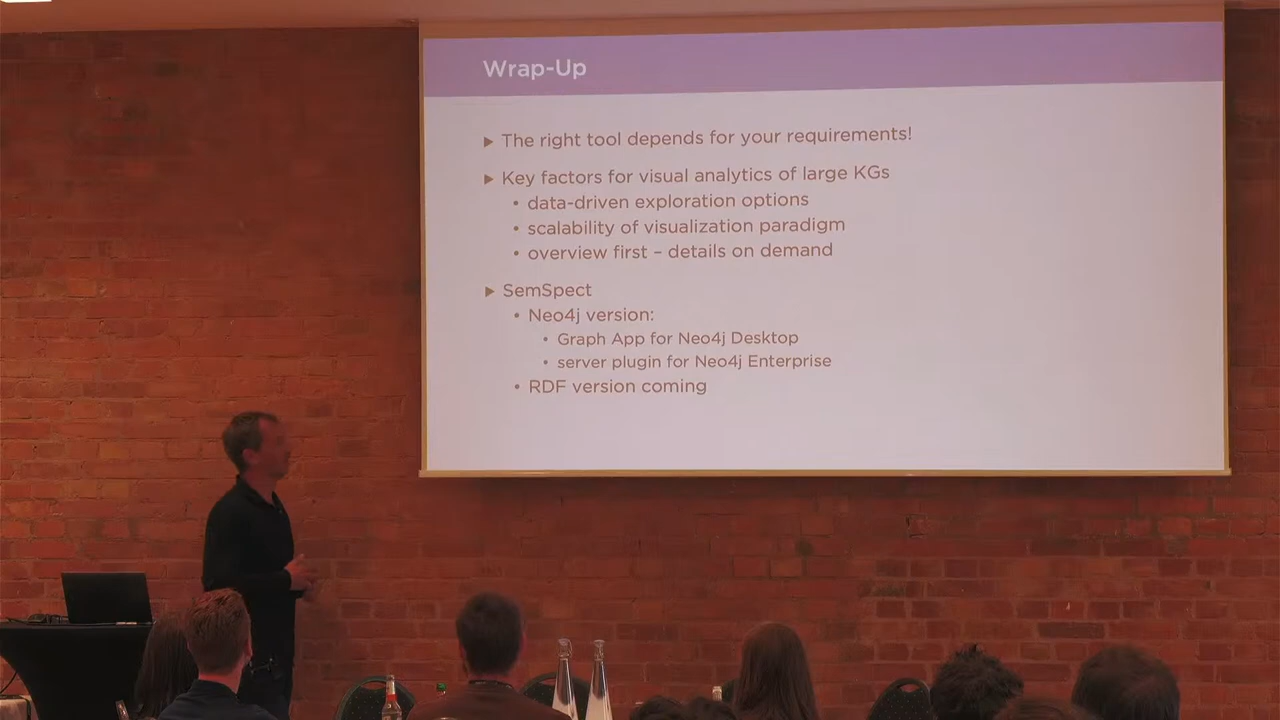 Wrap-Up
▶ The right tool depends for your requirements!
▶ Key factors for visual analytics of large KGs
• data-driven exploration options
• scalability of visualization paradigm
• overview first – details on demand
▶ SemSpect
• Neo4j version:
• Graph App for Neo4j Desktop
• server plugin for Neo4j Enterprise
• RDF version coming